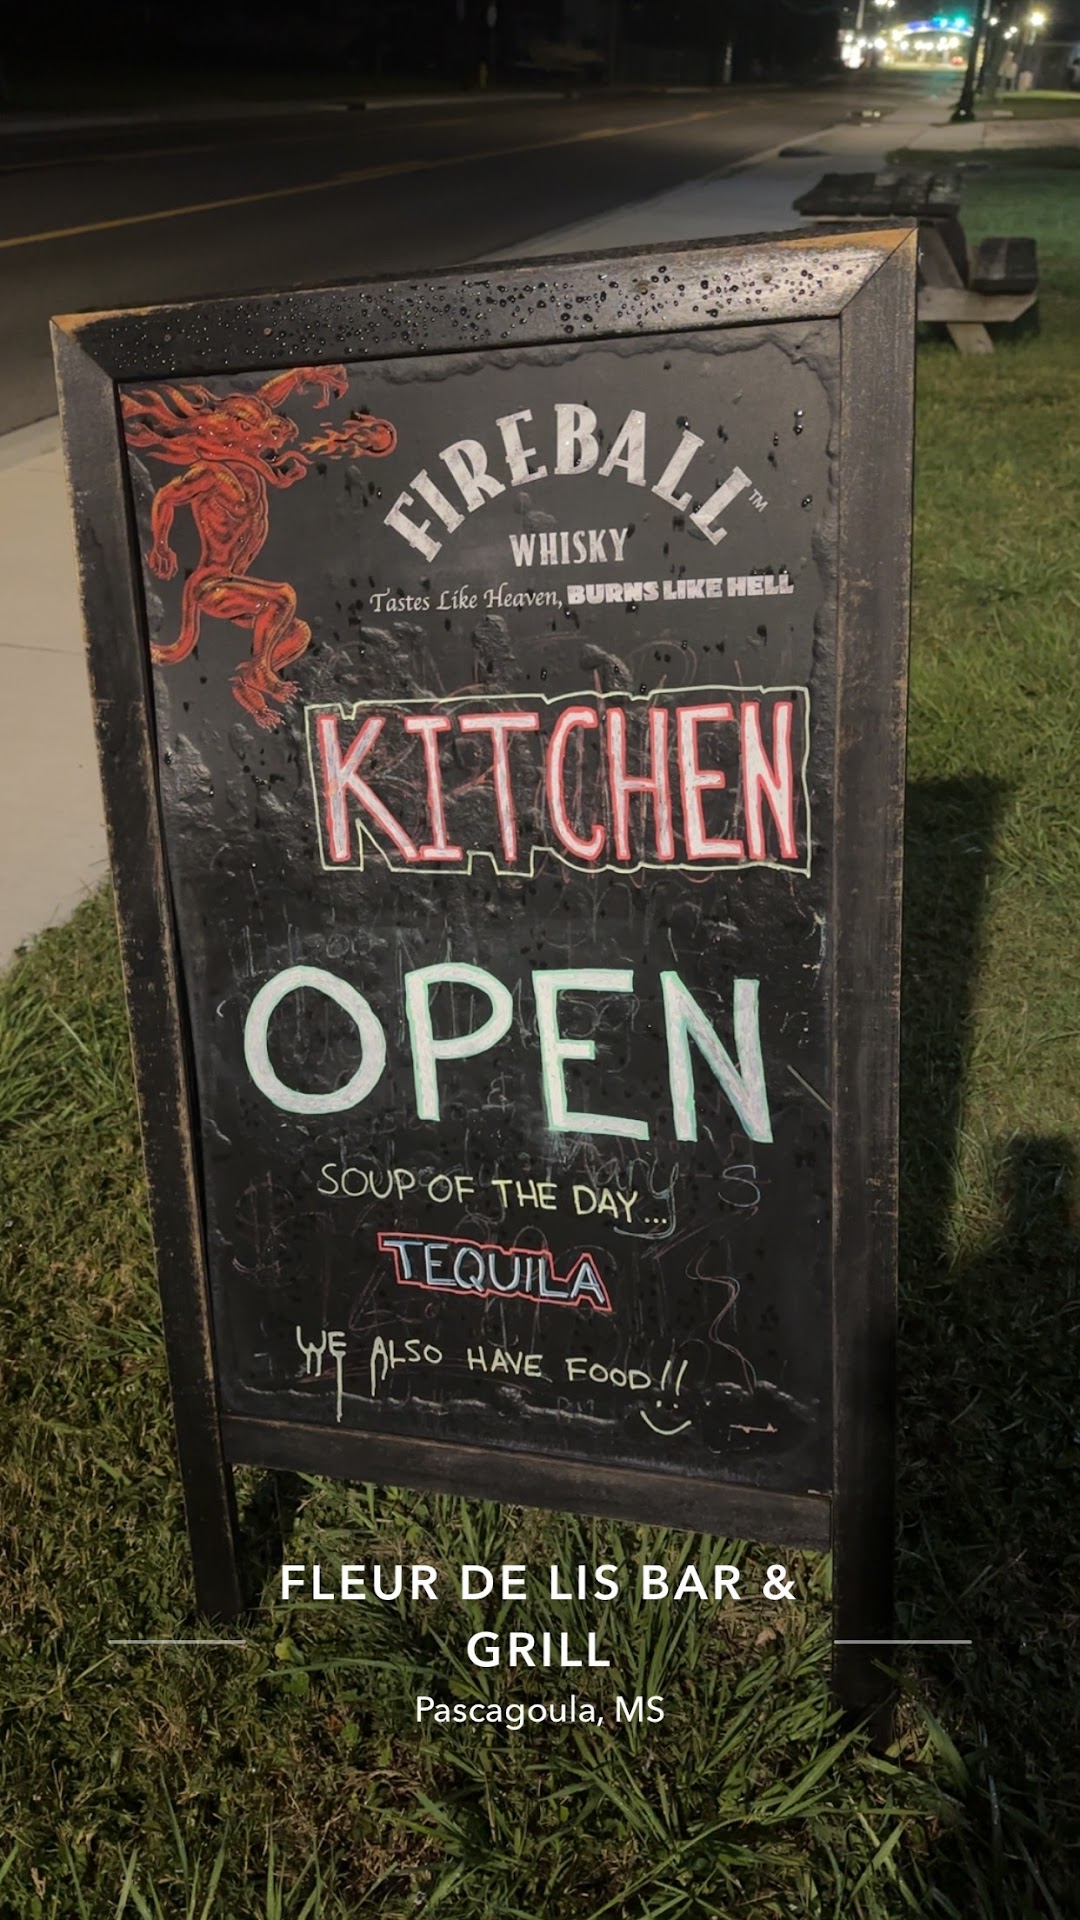 FIREBALL™
WHISKY
Tastes Like Heaven, BURNS LIKE HELL
KITCHEN
OPEN
SOUP OF THE DAY...
TEQUILA
WE ALSO HAVE FOOD!!
FLEUR DE LIS BAR &
GRILL
Pascagoula, MS